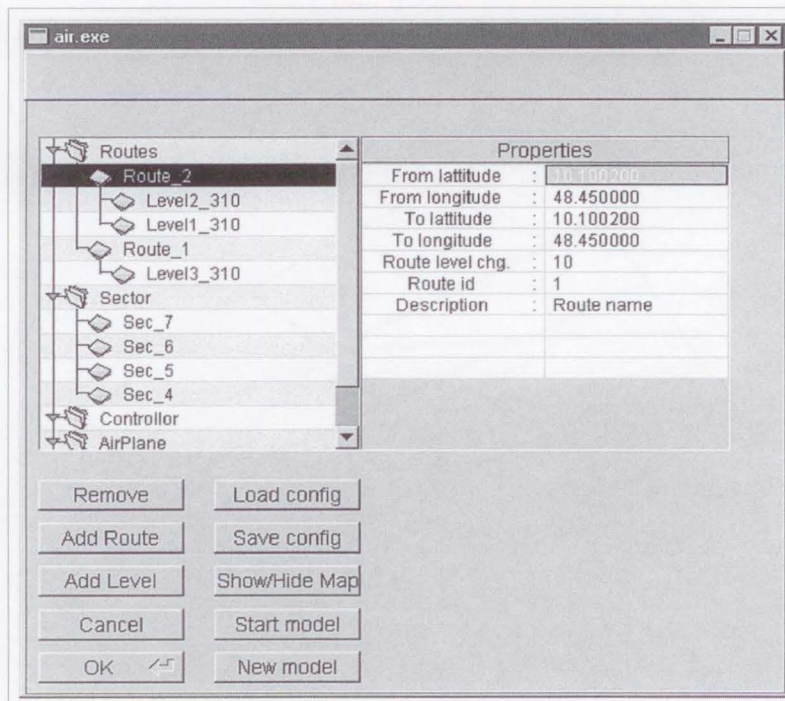 air.exe
Routes
Route_2
Level2_310
Level1_310
Route_1
Level3_310
Sector
Sec_7
Sec_6
Sec_5
Sec_4
Controllor
AirPlane
Properties
From lattitude : 10.100200
From longitude : 48.450000
To lattitude : 10.100200
To longitude : 48.450000
Route level chg. : 10
Route id : 1
Description : Route name
Remove Load config
Add Route Save config
Add Level Show/Hide Map
Cancel Start model
OK New model